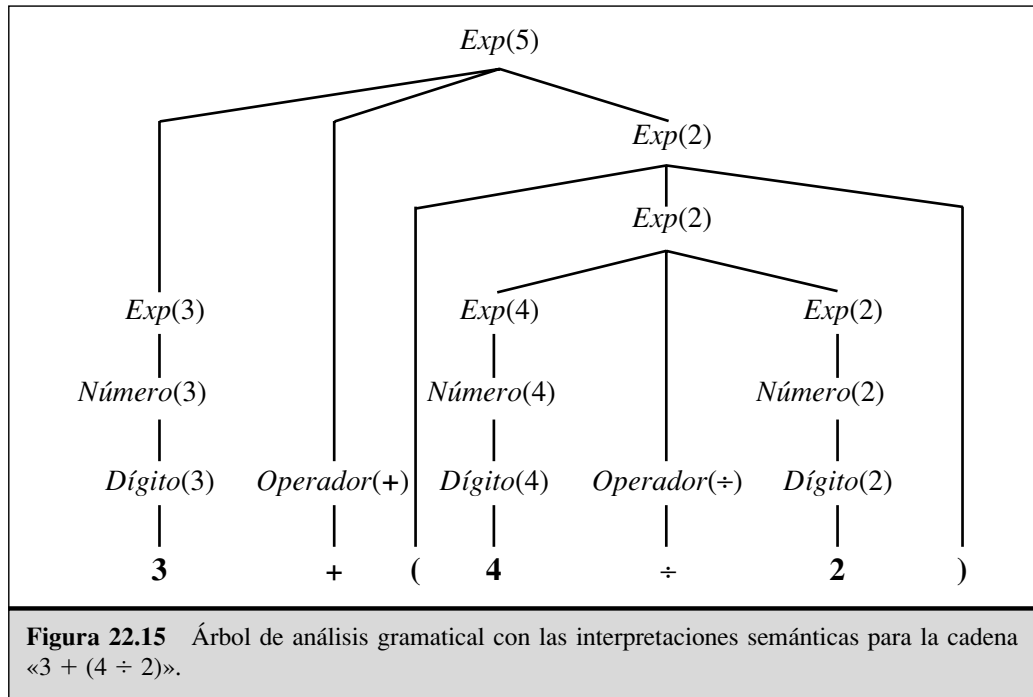 Exp(5)
Exp(2)
Exp(2)
Exp(3) Exp(4) Exp(2)
Número(3) Número(4) Número(2)
Dígito(3) Operador(+) Dígito(4) Operador(÷) Dígito(2)
3 + ( 4 ÷ 2 )
Figura 22.15 Árbol de análisis gramatical con las interpretaciones semánticas para la cadena
«3 + (4 ÷ 2)».